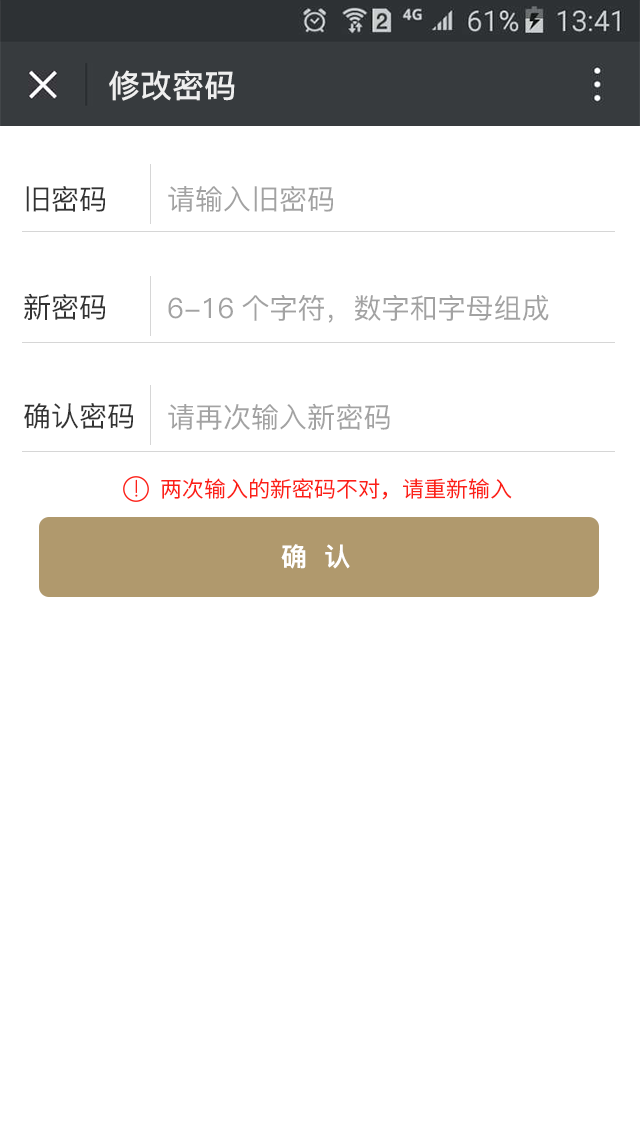 2 4G 61% 13:41
修改密码
旧密码 请输入旧密码
新密码 6-16 个字符，数字和字母组成
确认密码 请再次输入新密码
两次输入的新密码不对，请重新输入
确 认